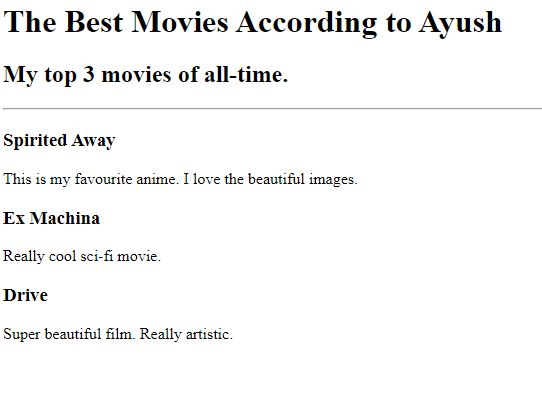 The Best Movies According to Ayush
My top 3 movies of all-time.
Spirited Away
This is my favourite anime. I love the beautiful images.
Ex Machina
Really cool sci-fi movie.
Drive
Super beautiful film. Really artistic.